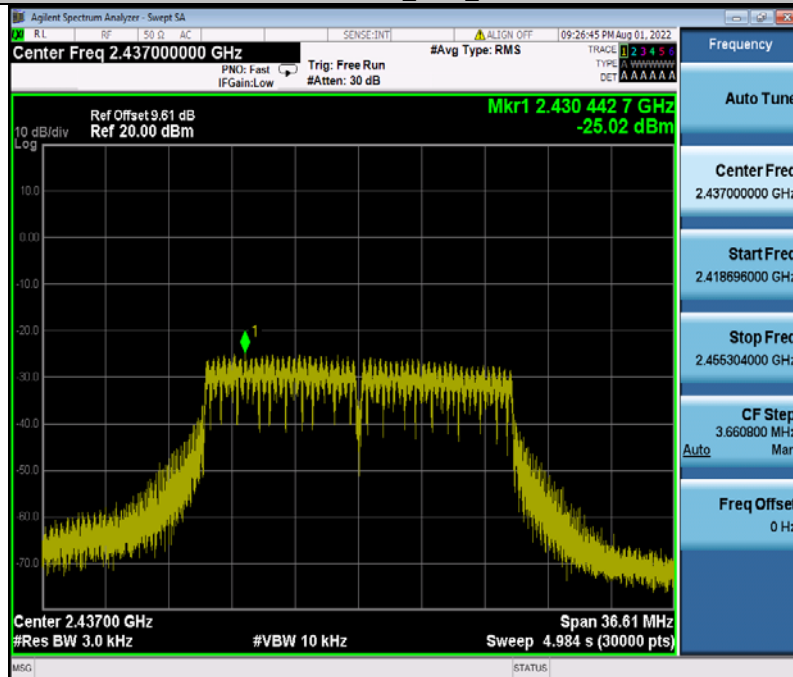 Agilent Spectrum Analyzer - Swept SA
RL RF 50 Ω AC SENSE:INT ALIGN OFF 09:26:45 PM Aug 01, 2022
Center Freq 2.437000000 GHz
PNO: Fast
IFGain:Low
Trig: Free Run
#Atten: 30 dB
#Avg Type: RMS
TRACE 1 2 3 4 5 6
TYPE A WWWWW
DET A A A A A A
Frequency
Mkr1 2.430 442 7 GHz
-25.02 dBm
Ref Offset 9.61 dB
10 dB/div Ref 20.00 dBm
Log
10.0
0.00
-10.0
-20.0
-30.0
-40.0
-50.0
-60.0
-70.0
1
Center 2.43700 GHz
Span 36.61 MHz
#Res BW 3.0 kHz
#VBW 10 kHz
Sweep 4.984 s (30000 pts)
MSG
STATUS
Auto Tune
Center Freq
2.437000000 GHz
Start Freq
2.418696000 GHz
Stop Freq
2.455304000 GHz
CF Step
3.660800 MHz
Auto Man
Freq Offset
0 Hz